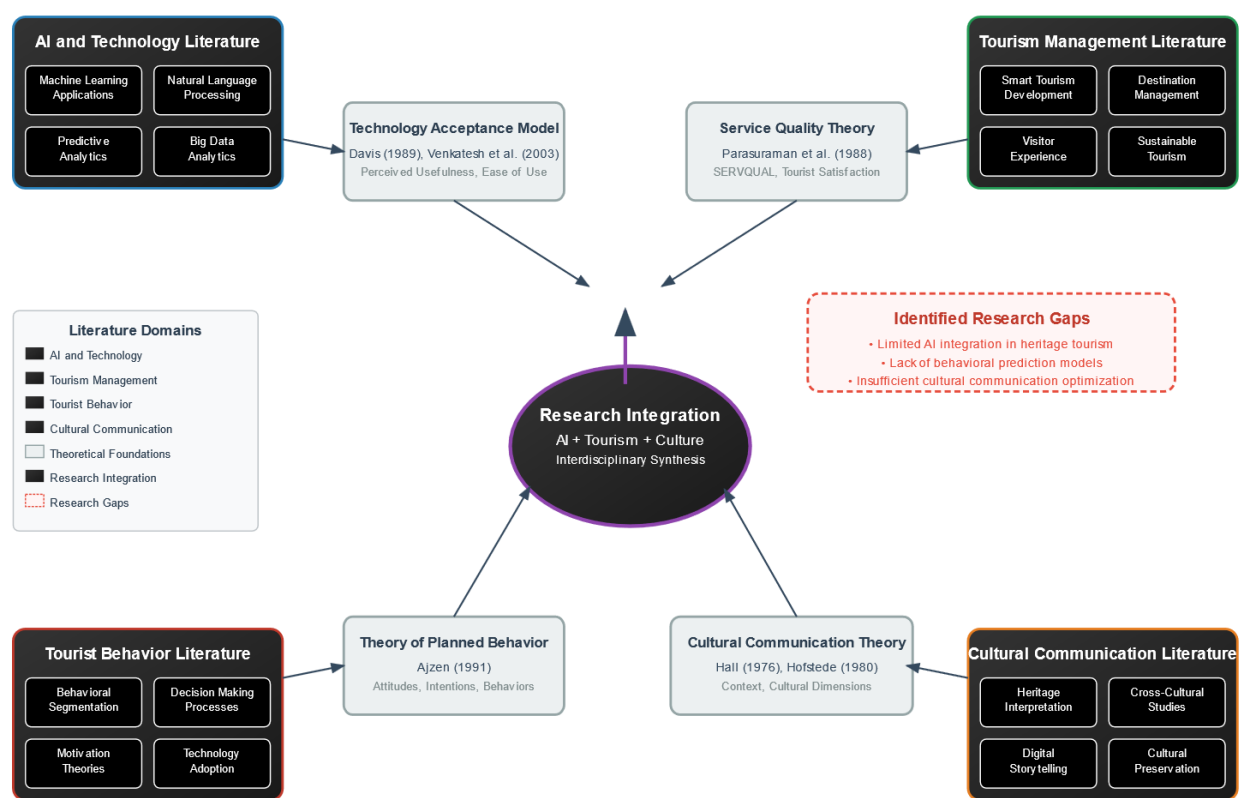 AI and Technology Literature
Machine Learning
Applications
Natural Language
Processing
Predictive
Analytics
Big Data
Analytics
Technology Acceptance Model
Davis (1989), Venkatesh et al. (2003)
Perceived Usefulness, Ease of Use
Service Quality Theory
Parasuraman et al. (1988)
SERVQUAL, Tourist Satisfaction
Tourism Management Literature
Smart Tourism
Development
Destination
Management
Visitor
Experience
Sustainable
Tourism
Literature Domains
AI and Technology
Tourism Management
Tourist Behavior
Cultural Communication
Theoretical Foundations
Research Integration
Research Gaps
Identified Research Gaps
• Limited AI integration in heritage tourism
• Lack of behavioral prediction models
• Insufficient cultural communication optimization
Research Integration
AI + Tourism + Culture
Interdisciplinary Synthesis
Tourist Behavior Literature
Behavioral
Segmentation
Decision Making
Processes
Motivation
Theories
Technology
Adoption
Theory of Planned Behavior
Ajzen (1991)
Attitudes, Intentions, Behaviors
Cultural Communication Theory
Hall (1976), Hofstede (1980)
Context, Cultural Dimensions
Cultural Communication Literature
Heritage
Interpretation
Cross-Cultural
Studies
Digital
Storytelling
Cultural
Preservation